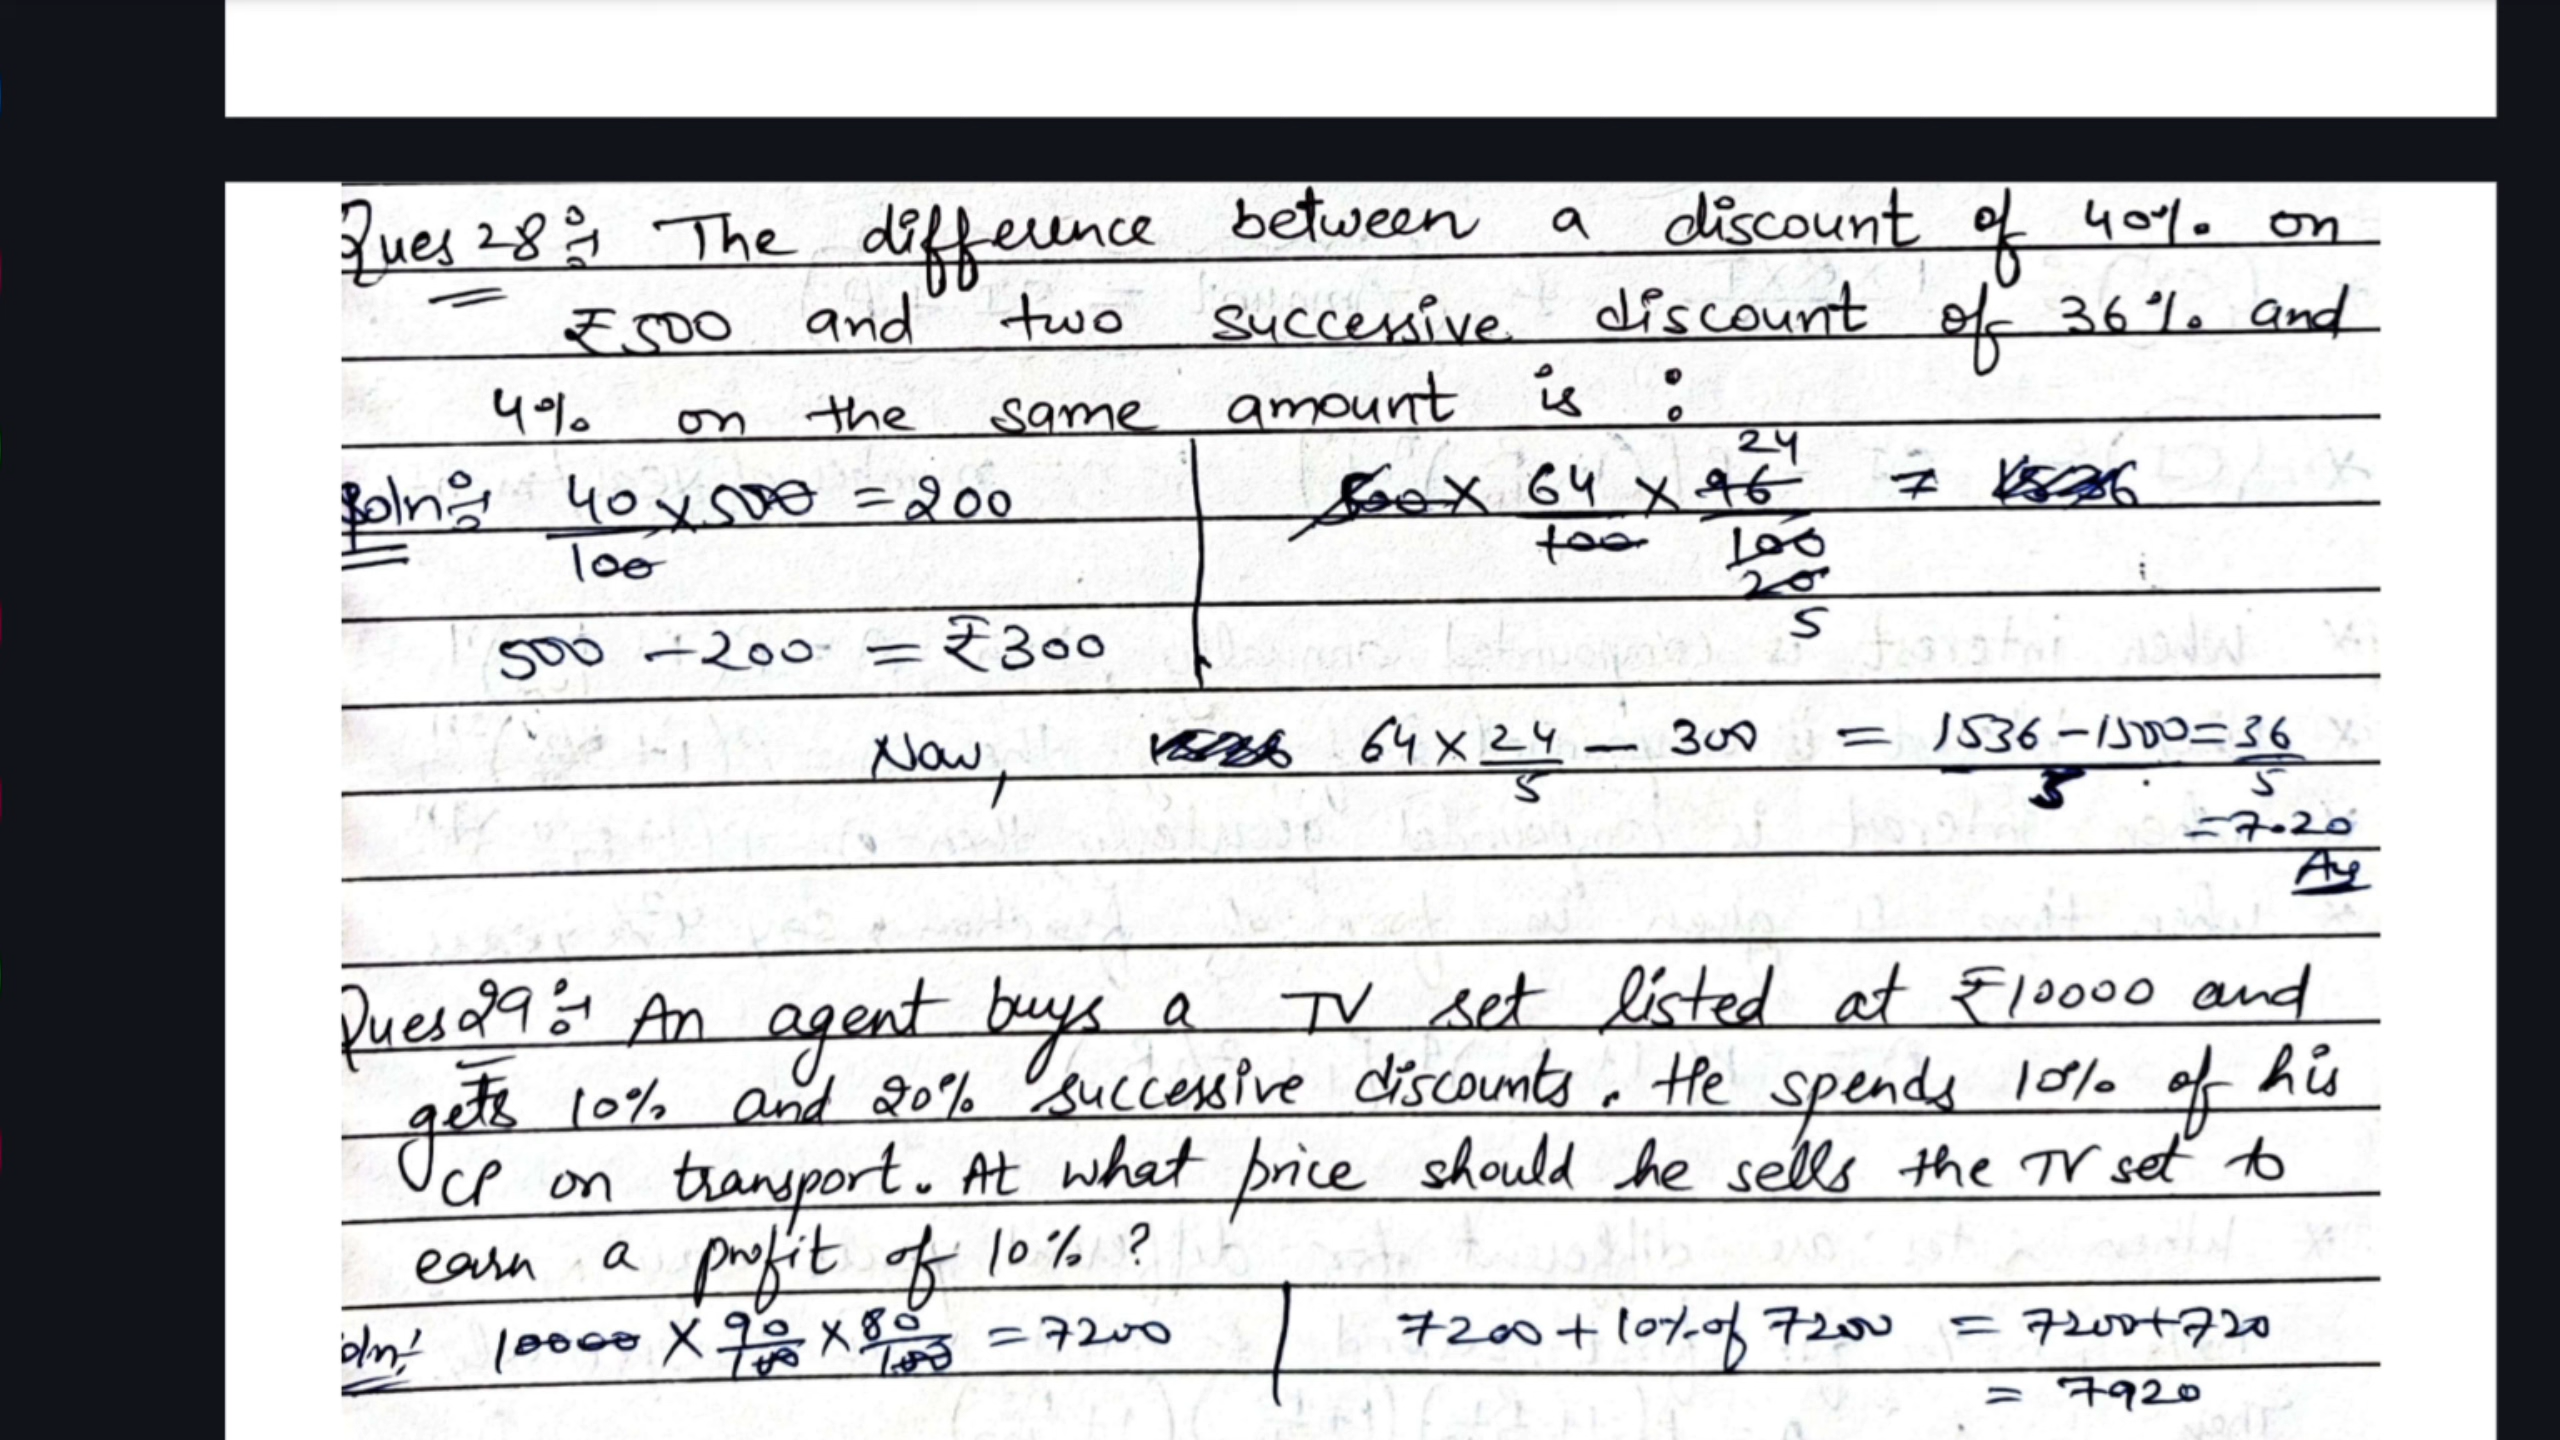 Ques 28 :- The difference between a discount of 40% on
₹500 and two successive discount of 36% and
4% on the same amount is :
Soln :- 40/100 × 500 = 200
500 - 200 = ₹300
500 × 64/100 × 96/100 =
24
20
5
Now, 64 × 24/5 - 300 = 1536 - 1500/5 = 36/5
= 7.20
Ans
Ques 29 :- An agent buys a TV set listed at ₹10000 and
gets 10% and 20% successive discounts. He spends 10% of his
CP on transport. At what price should he sells the TV set to
earn a profit of 10% ?
oln: 10000 × 90/100 × 80/100 = 7200
7200 + 10% of 7200 = 7200+720
= 7920